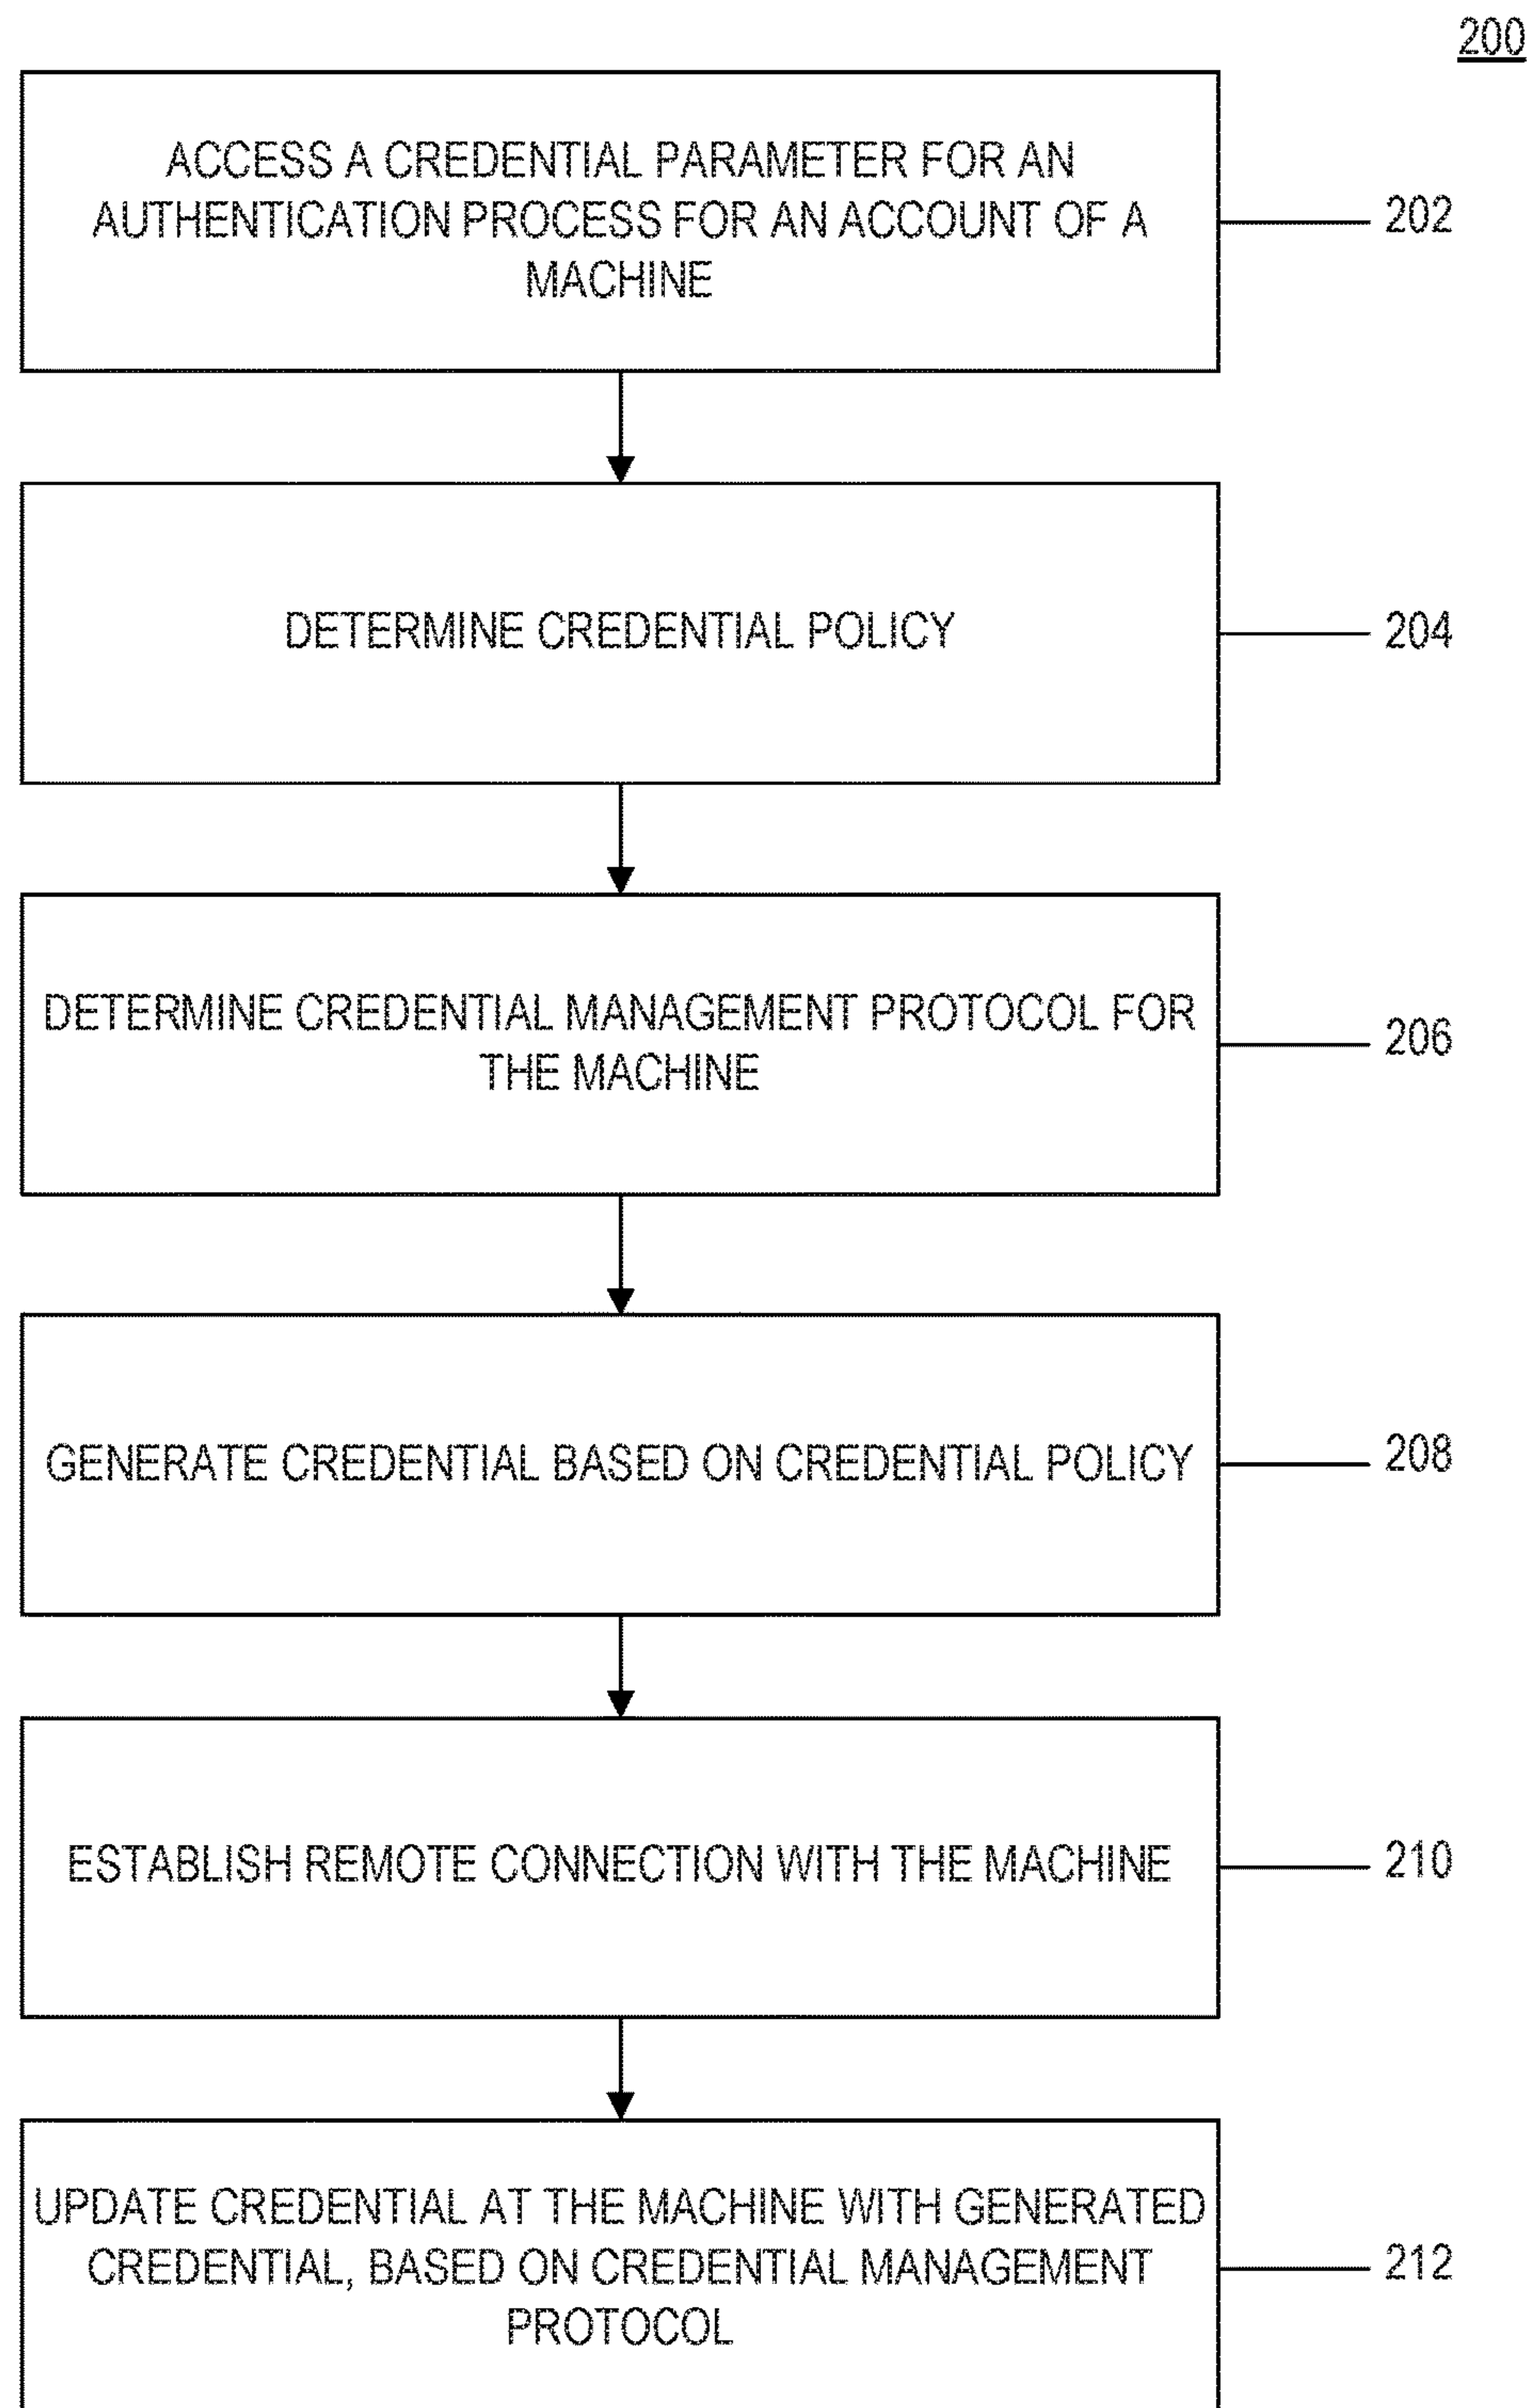 200
ACCESS A CREDENTIAL PARAMETER FOR AN
AUTHENTICATION PROCESS FOR AN ACCOUNT OF A
MACHINE
202
DETERMINE CREDENTIAL POLICY
204
DETERMINE CREDENTIAL MANAGEMENT PROTOCOL FOR
THE MACHINE
206
GENERATE CREDENTIAL BASED ON CREDENTIAL POLICY
208
ESTABLISH REMOTE CONNECTION WITH THE MACHINE
210
UPDATE CREDENTIAL AT THE MACHINE WITH GENERATED
CREDENTIAL, BASED ON CREDENTIAL MANAGEMENT
PROTOCOL
212